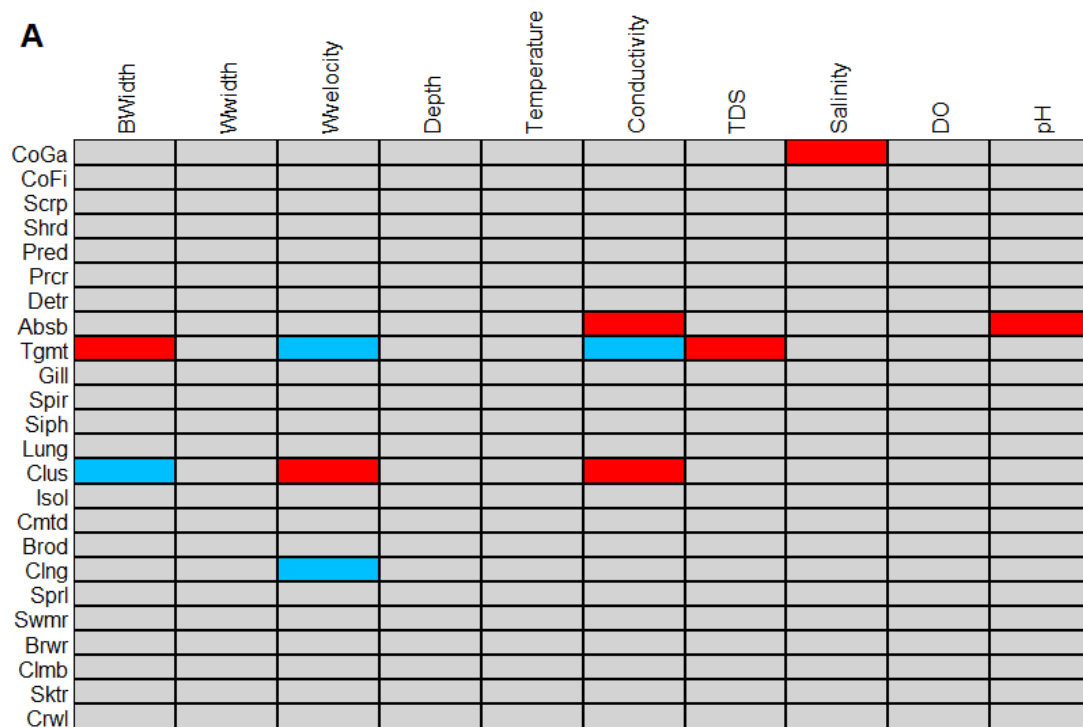 A
BWidth
Wwidth
Wvelocity
Depth
Temperature
Conductivity
TDS
Salinity
DO
pH
CoGa
CoFi
Scrp
Shrd
Pred
Prcr
Detr
Absb
Tgmt
Gill
Spir
Siph
Lung
Clus
Isol
Cmtd
Brod
Clng
Sprl
Swmr
Brwr
Clmb
Sktr
Crwl